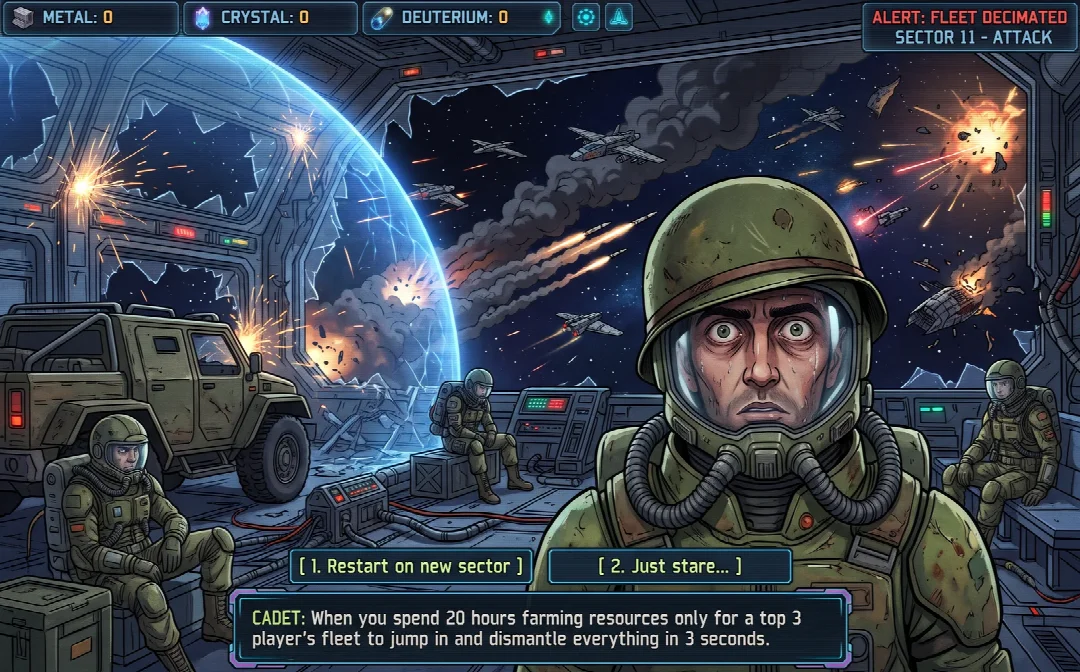 METAL: 0
CRYSTAL: 0
DEUTERIUM: 0
ALERT: FLEET DECIMATED
SECTOR 11 - ATTACK
[ 1. Restart on new sector ]
[ 2. Just stare... ]
CADET: When you spend 20 hours farming resources only for a top 3
player's fleet to jump in and dismantle everything in 3 seconds.